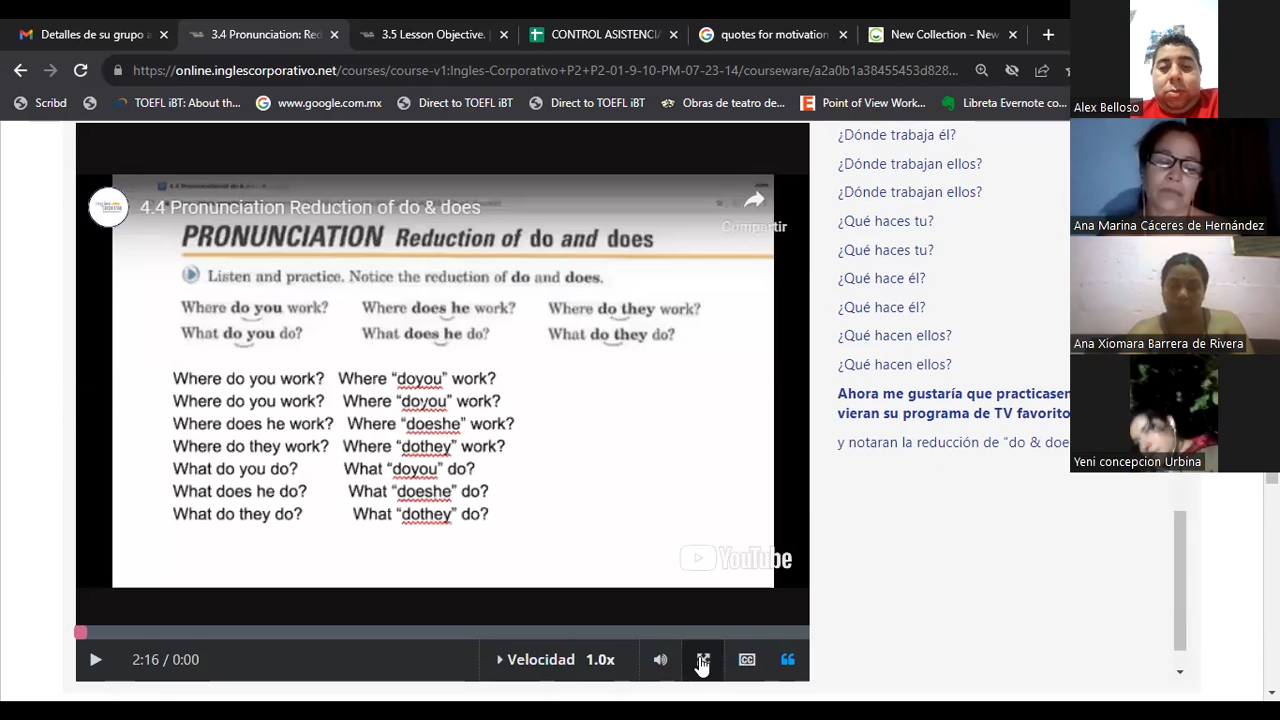 Detalles de su grupo a
3.4 Pronunciation: Red
3.5 Lesson Objective
CONTROL ASISTENCIA
quotes for motivation
New Collection - New
https://online.inglescorporativo.net/courses/course-v1:Ingles+Corporativo+P2+P2-01-9-10-PM-07-23-14/courseware/a2a0b1a38455453d828...
Scribd
TOEFL iBT: About th...
www.google.com.mx
Direct to TOEFL iBT
Direct to TOEFL iBT
Obras de teatro de...
Point of View Work...
Libreta Evernote co...
4.4 Pronunciation Reduction of do & does
Compartir
PRONUNCIATION Reduction of do and does
Listen and practice. Notice the reduction of do and does.
Where do you work? Where does he work? Where do they work?
What do you do? What does he do? What do they do?
Where do you work? Where “doyou” work?
Where do you work? Where “doyou” work?
Where does he work? Where “doeshe” work?
Where do they work? Where “dothey” work?
What do you do? What “doyou” do?
What does he do? What “doeshe” do?
What do they do? What “dothey” do?
YouTube
2:16 / 0:00
Velocidad 1.0x
CC
¿Dónde trabaja él?
¿Dónde trabajan ellos?
¿Dónde trabajan ellos?
¿Qué haces tu?
¿Qué haces tu?
¿Qué hace él?
¿Qué hace él?
¿Qué hacen ellos?
¿Qué hacen ellos?
Ahora me gustaría que practicasen
vieran su programa de TV favorito
y notaran la reducción de “do & doe
Alex Belloso
Ana Marina Cáceres de Hernández
Ana Xiomara Barrera de Rivera
Yeni concepcion Urbina